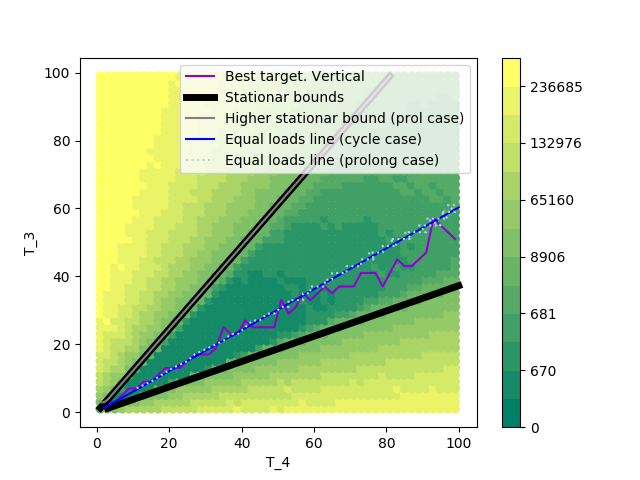 Best target. Vertical
Stationar bounds
Higher stationar bound (prol case)
Equal loads line (cycle case)
Equal loads line (prolong case)
100
80
60
40
20
0
T_3
0 20 40 60 80 100
T_4
236685
132976
65160
8906
681
670
0